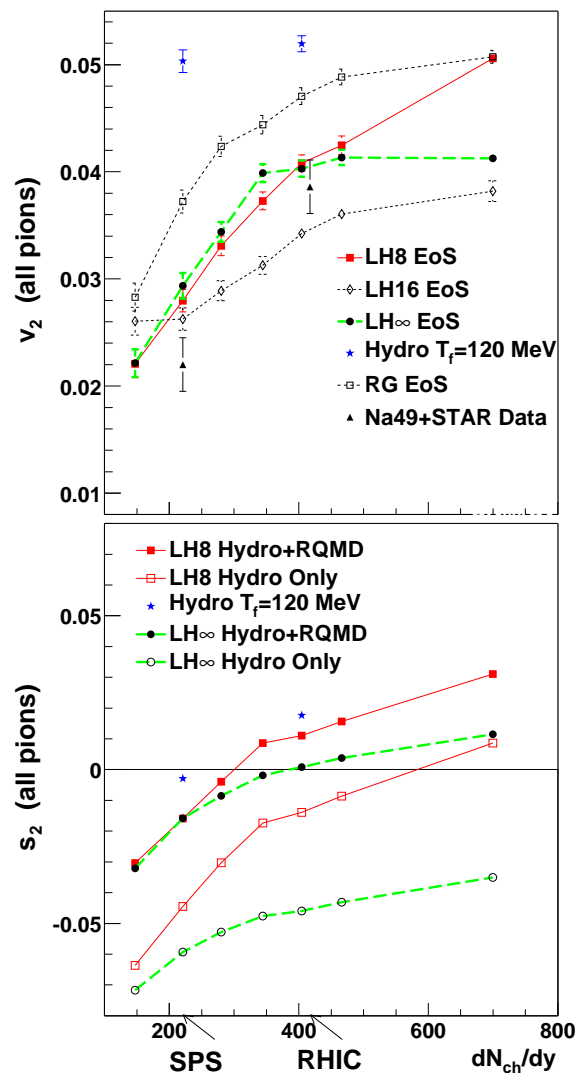 0.05
0.04
0.03
0.02
0.01
v2 (all pions)
LH8 EoS
LH16 EoS
LH∞ EoS
Hydro Tf=120 MeV
RG EoS
Na49+STAR Data
LH8 Hydro+RQMD
LH8 Hydro Only
Hydro Tf=120 MeV
LH∞ Hydro+RQMD
LH∞ Hydro Only
0.05
0
-0.05
s2 (all pions)
200 400 600 800
SPS RHIC dNch/dy